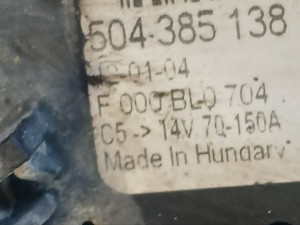 504 385 138
-01-04
F 000 BL0 704
C5 -> 14V 70-150A
Made In Hungary